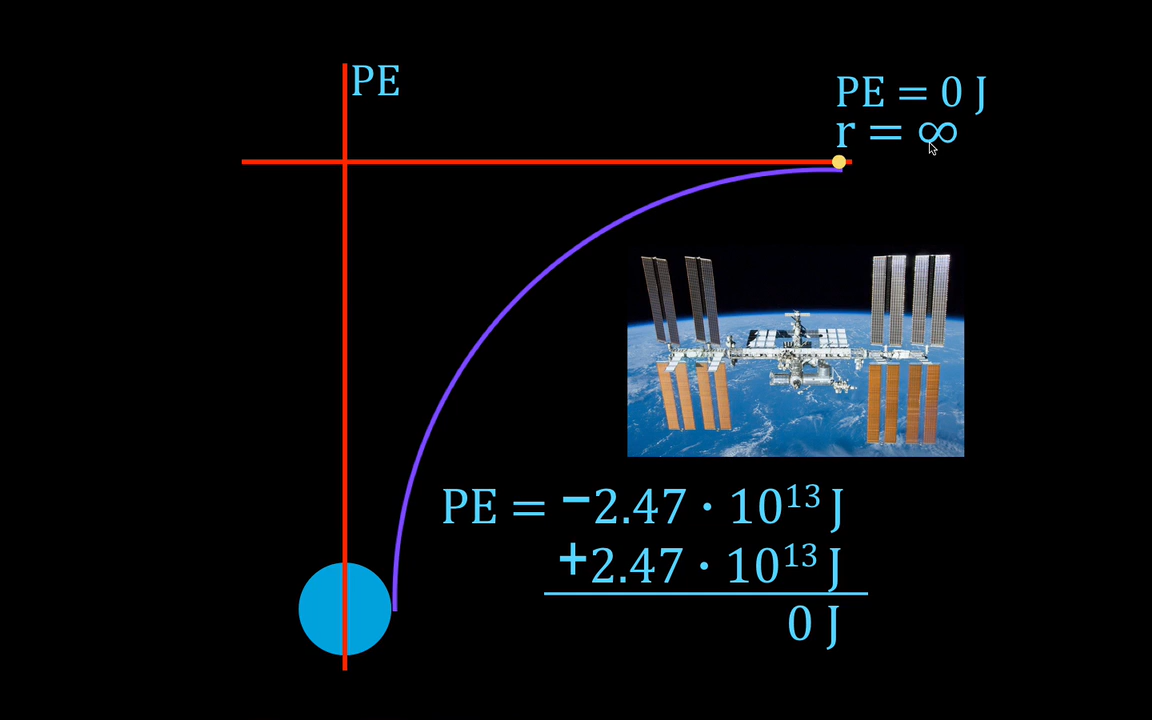 PE
PE = 0 J
r = ∞
PE = −2.47 · 10¹³ J
+2.47 · 10¹³ J
0 J